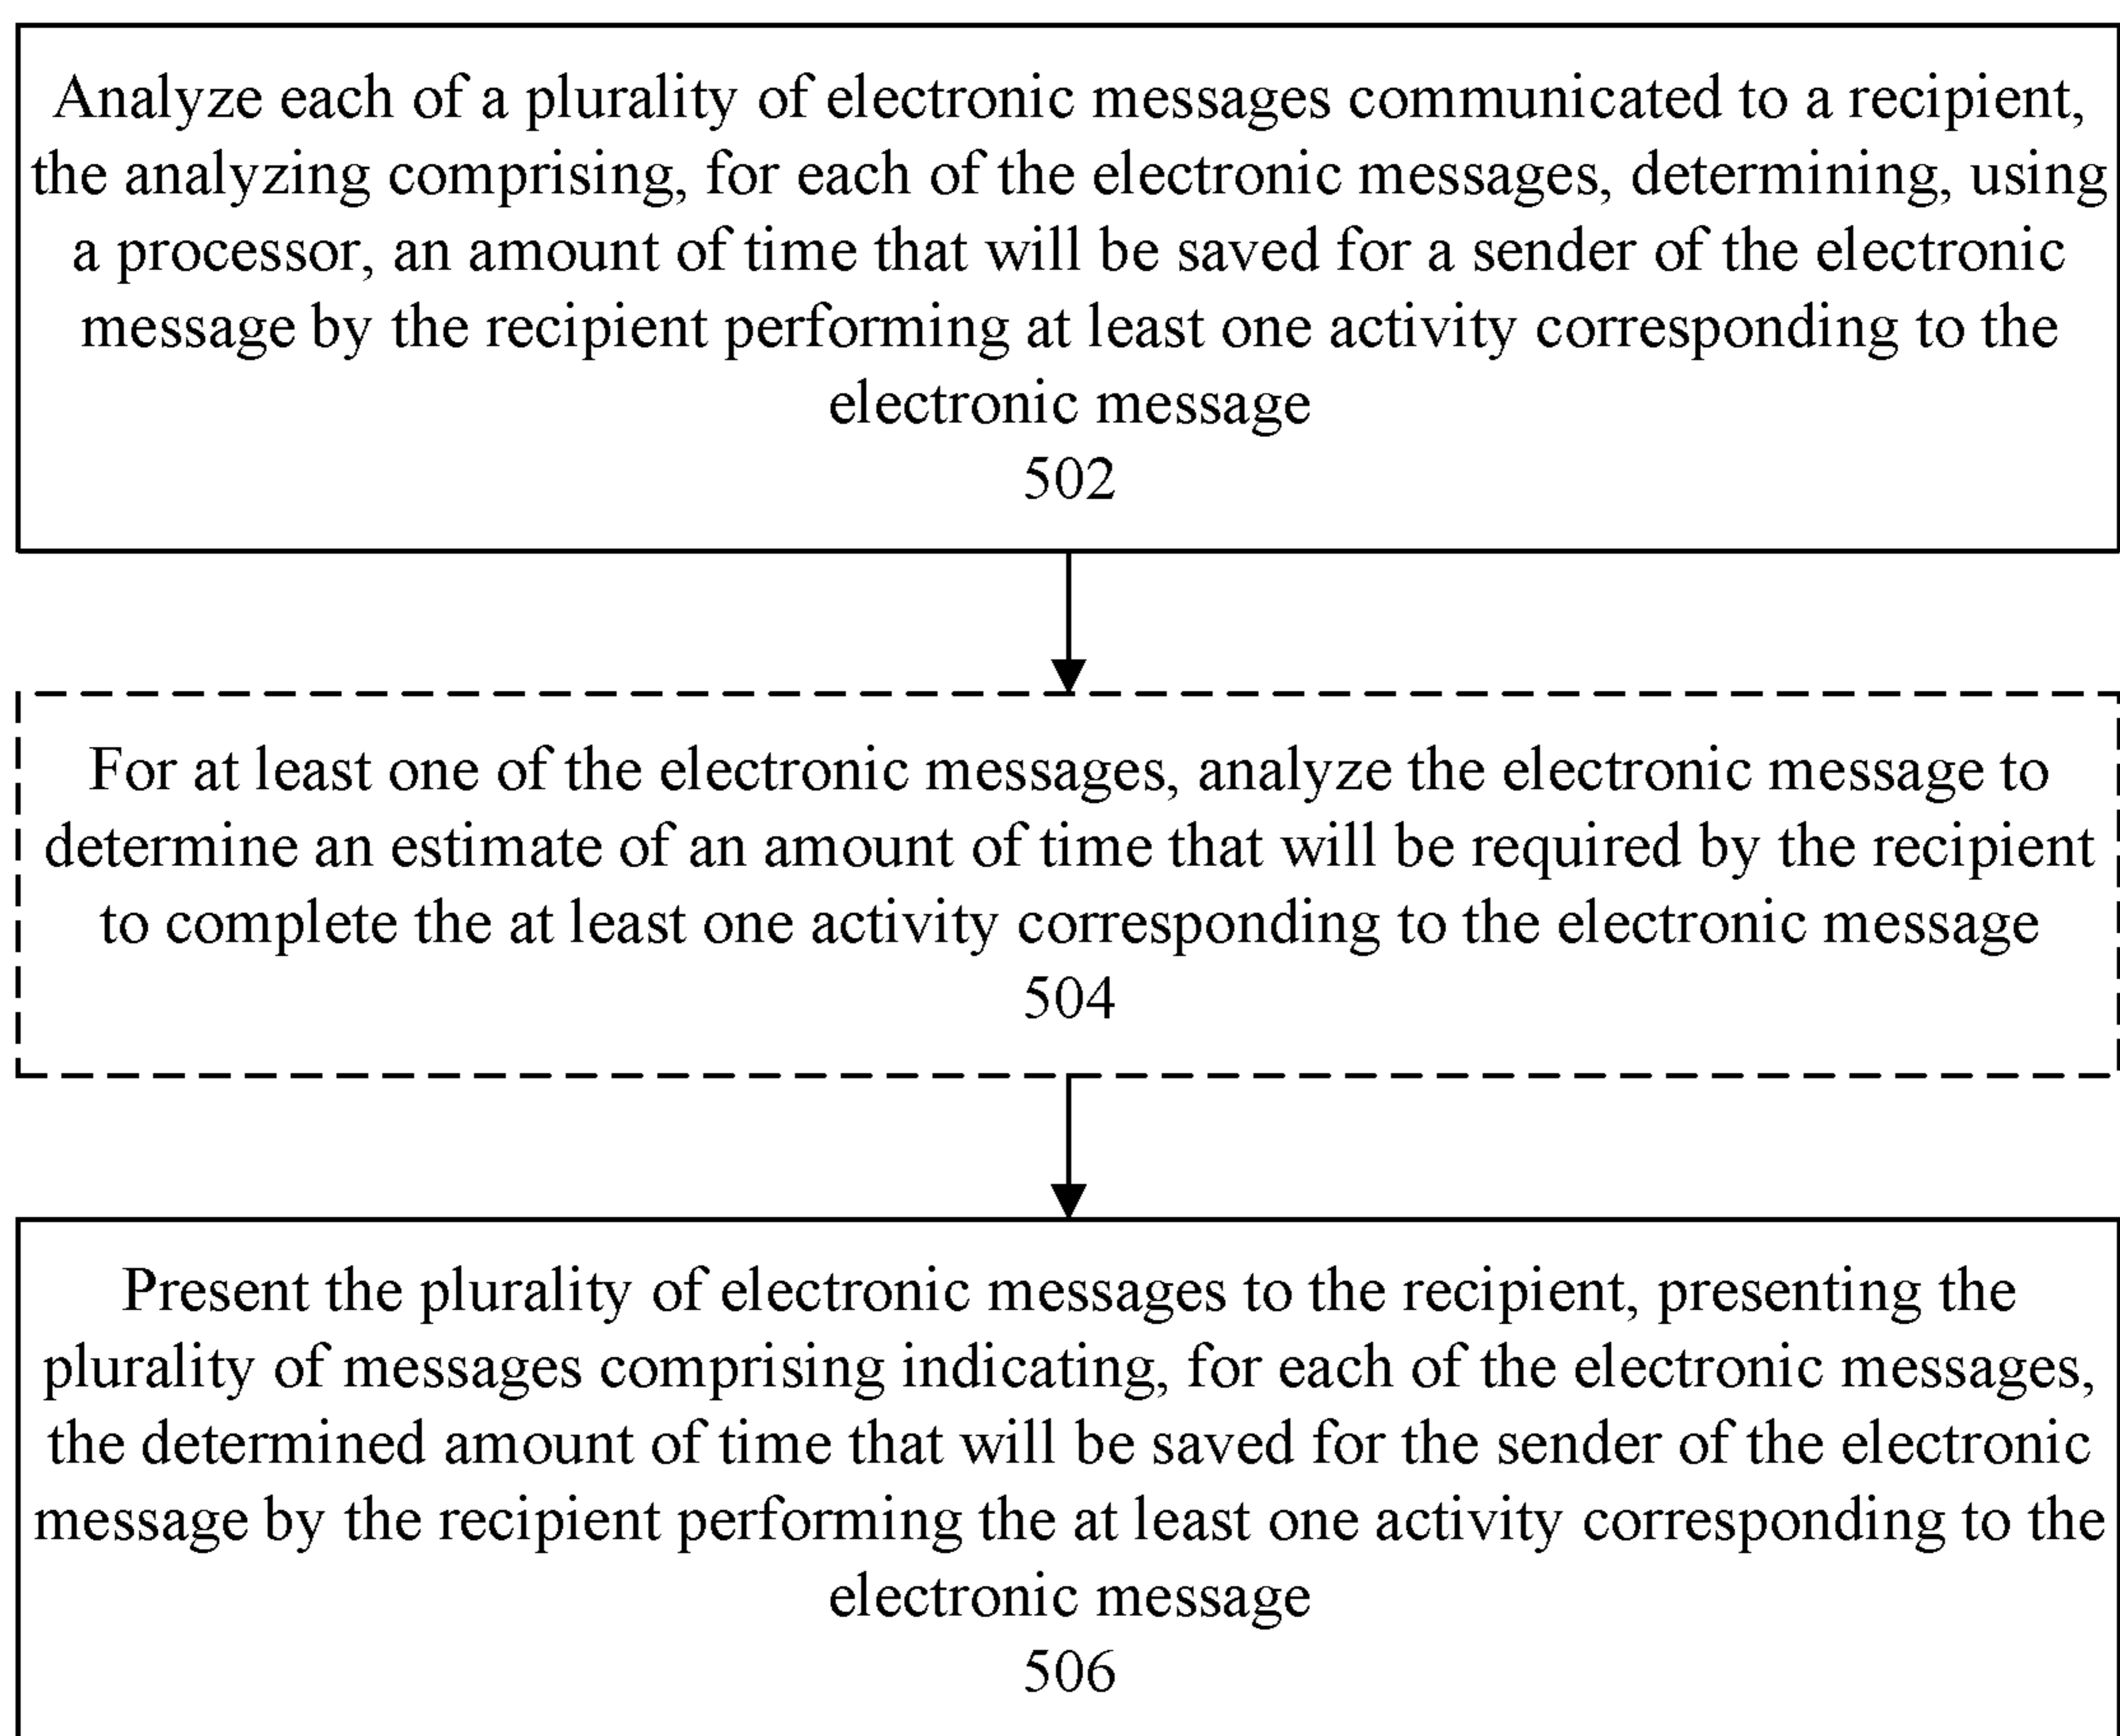 Analyze each of a plurality of electronic messages communicated to a recipient,
the analyzing comprising, for each of the electronic messages, determining, using
a processor, an amount of time that will be saved for a sender of the electronic
message by the recipient performing at least one activity corresponding to the
electronic message
502
For at least one of the electronic messages, analyze the electronic message to
determine an estimate of an amount of time that will be required by the recipient
to complete the at least one activity corresponding to the electronic message
504
Present the plurality of electronic messages to the recipient, presenting the
plurality of messages comprising indicating, for each of the electronic messages,
the determined amount of time that will be saved for the sender of the electronic
message by the recipient performing the at least one activity corresponding to the
electronic message
506